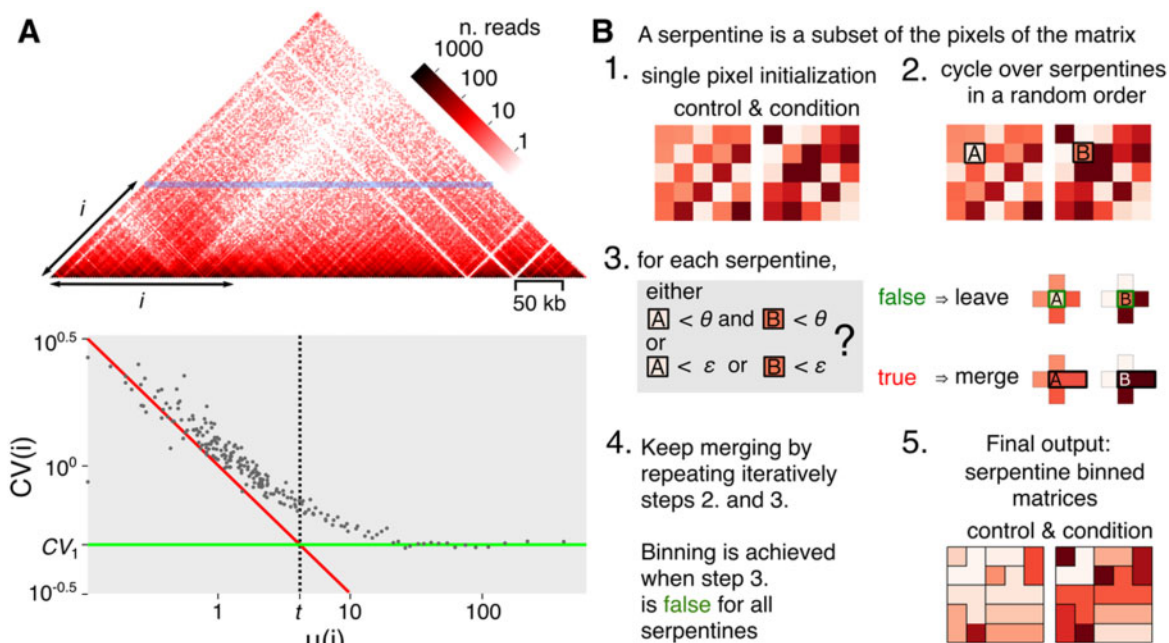 A
n. reads
1000
100
10
1
i
i
50 kb
10^0.5
10^0
CV1
10^-0.5
CV(i)
1
t
10
100
μ(i)
B
A serpentine is a subset of the pixels of the matrix
1. single pixel initialization
control & condition
2. cycle over serpentines
in a random order
A
B
3. for each serpentine,
either
A < θ and B < θ
or
A < ε or B < ε
?
false ⇒ leave
A
B
true ⇒ merge
A
B
4. Keep merging by
repeating iteratively
steps 2. and 3.
Binning is achieved
when step 3.
is false for all
serpentines
5. Final output:
serpentine binned
matrices
control & condition